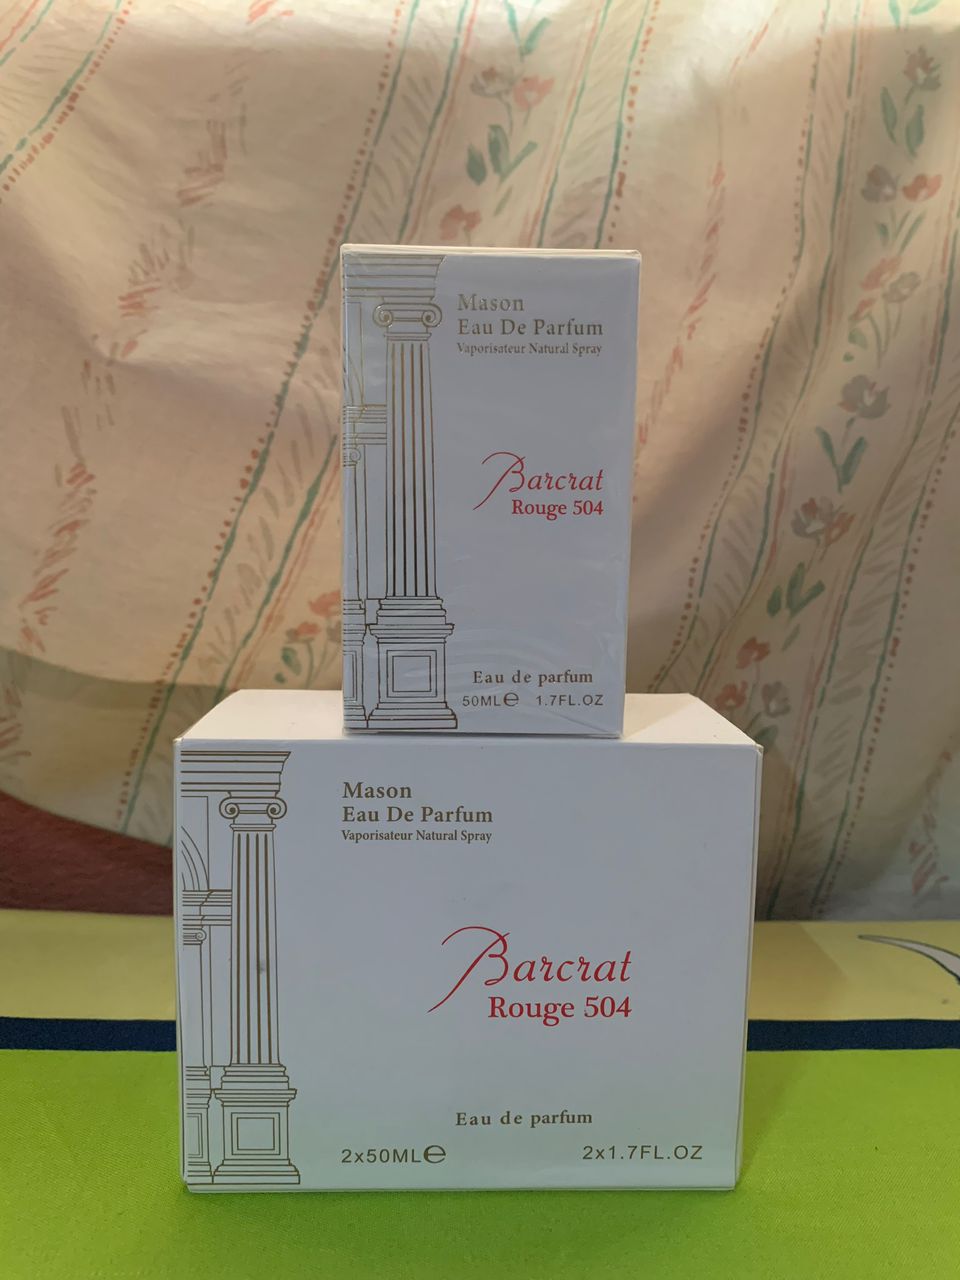 Mason
Eau De Parfum
Vaporisateur Natural Spray
Barcrat
Rouge 504
Eau de parfum
50ML℮ 1.7FL.OZ
Mason
Eau De Parfum
Vaporisateur Natural Spray
Barcrat
Rouge 504
Eau de parfum
2x50ML℮ 2x1.7FL.OZ